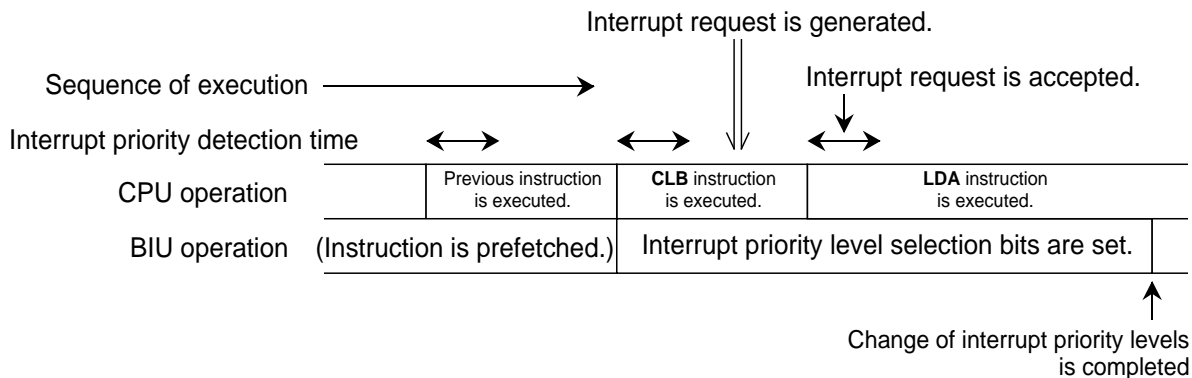 Interrupt request is generated.
Sequence of execution
Interrupt request is accepted.
Interrupt priority detection time
CPU operation
Previous instruction
is executed.
CLB instruction
is executed.
LDA instruction
is executed.
BIU operation
(Instruction is prefetched.)
Interrupt priority level selection bits are set.
Change of interrupt priority levels
is completed